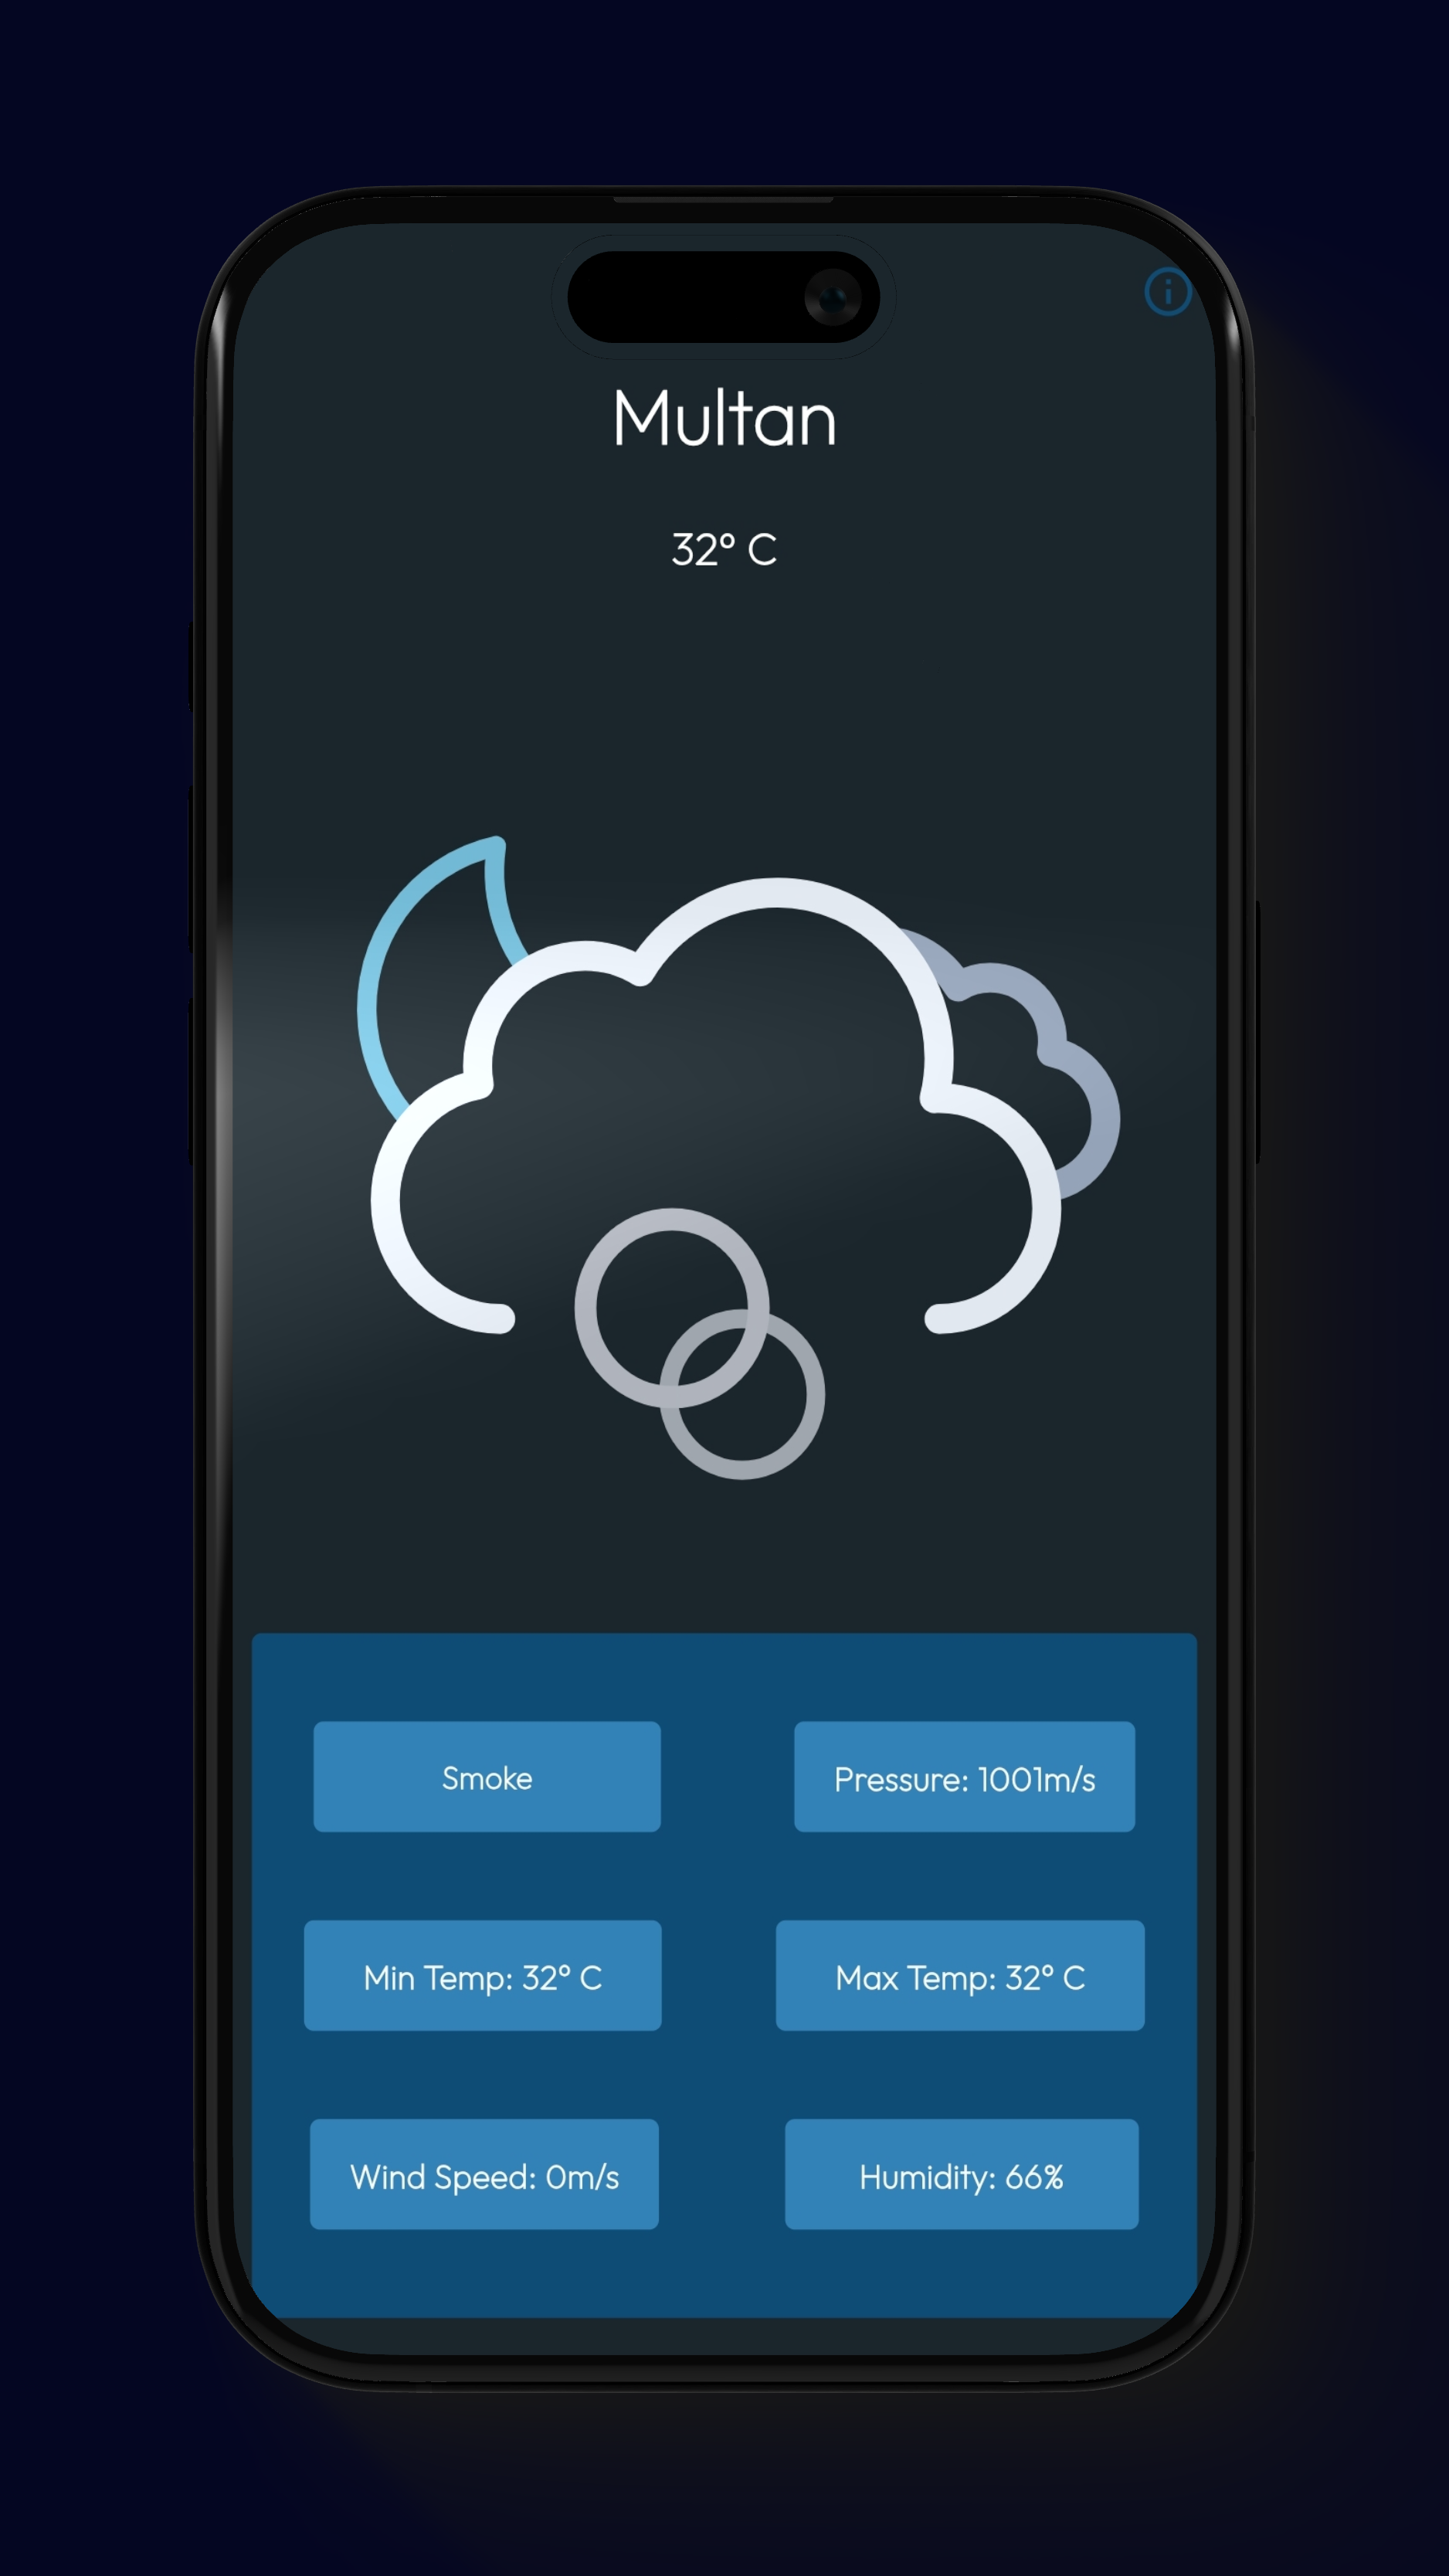 Multan
32° C
Smoke
Pressure: 1001m/s
Min Temp: 32° C
Max Temp: 32° C
Wind Speed: 0m/s
Humidity: 66%